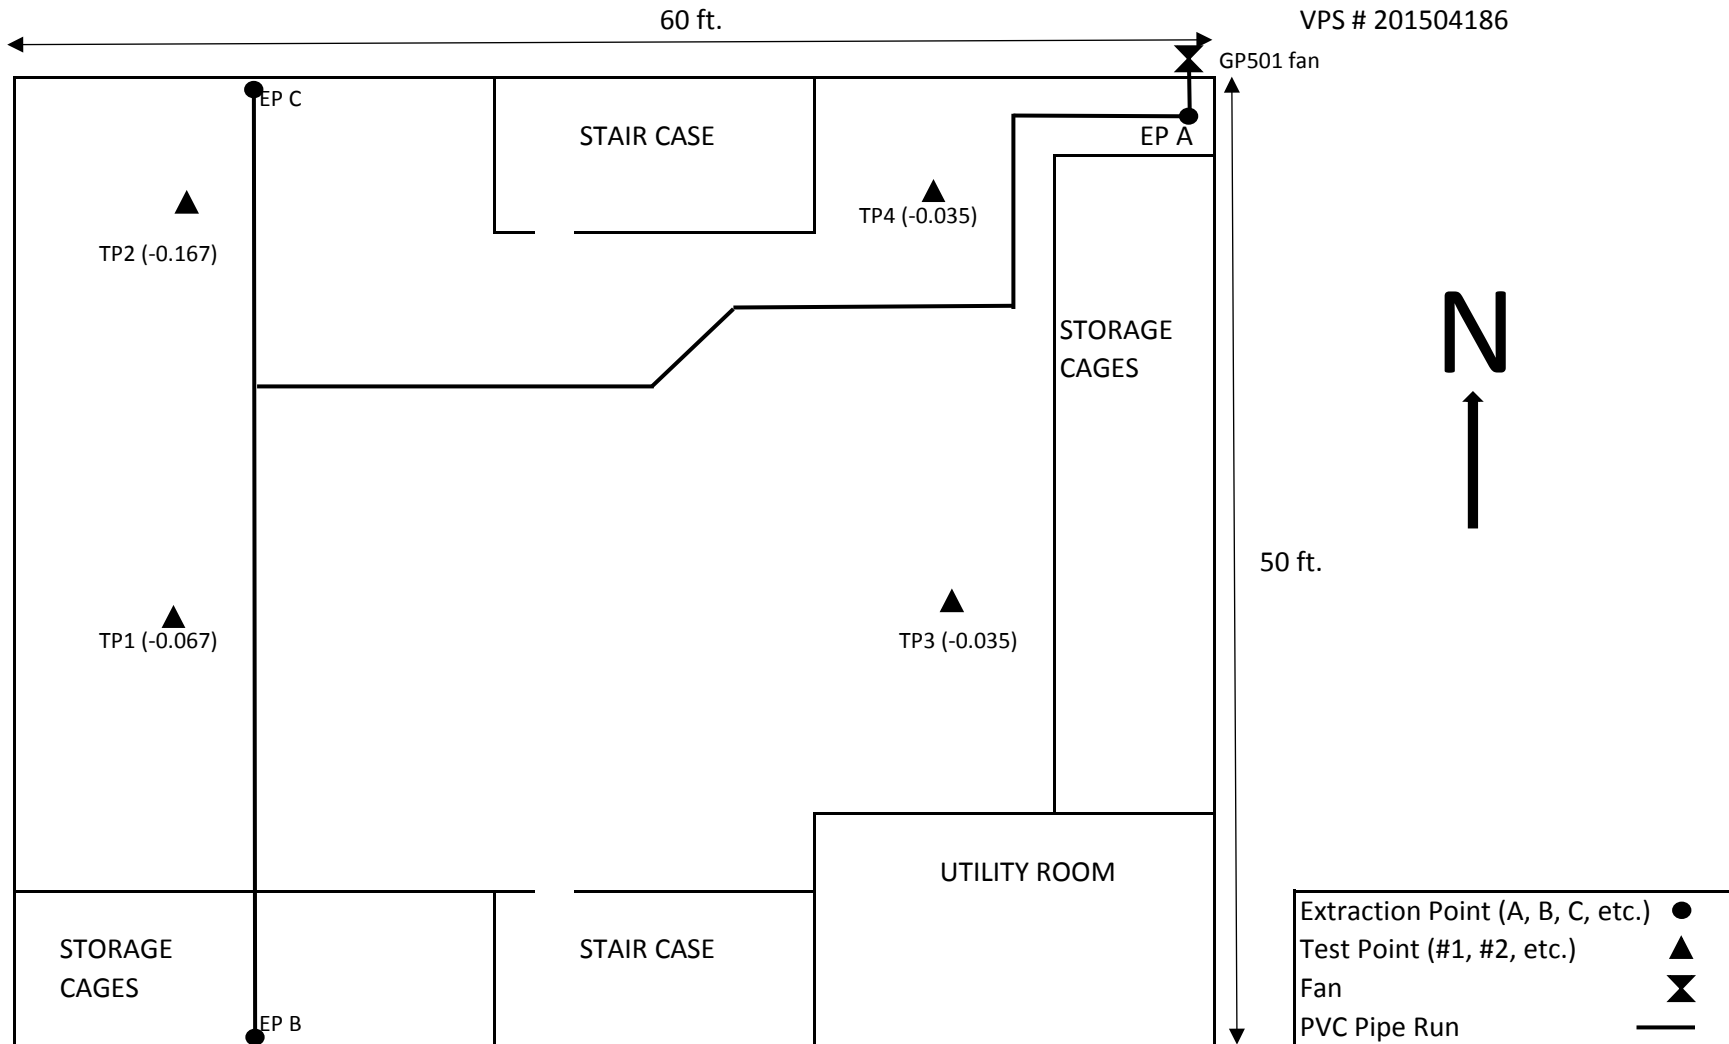 60 ft.
VPS # 201504186
GP501 fan
EP C
STAIR CASE
EP A
TP4 (-0.035)
TP2 (-0.167)
STORAGE
CAGES
N
50 ft.
TP1 (-0.067)
TP3 (-0.035)
UTILITY ROOM
STORAGE
CAGES
STAIR CASE
EP B
Extraction Point (A, B, C, etc.)
Test Point (#1, #2, etc.)
Fan
PVC Pipe Run